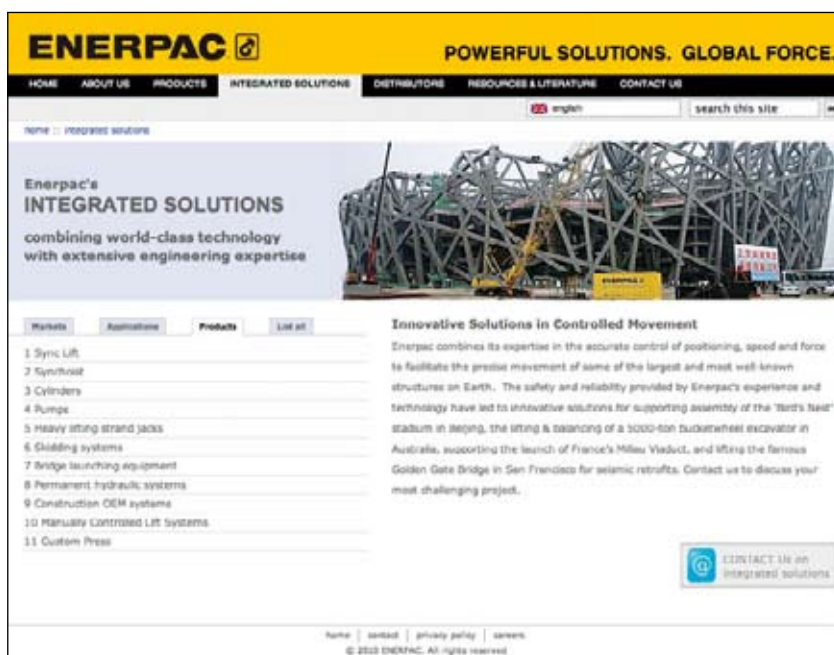 ENERPAC
POWERFUL SOLUTIONS. GLOBAL FORCE.
HOME ABOUT US PRODUCTS INTEGRATED SOLUTIONS DISTRIBUTORS RESOURCES & LITERATURE CONTACT US
english search this site
home :: integrated solutions
Enerpac's
INTEGRATED SOLUTIONS
combining world-class technology
with extensive engineering expertise
ENERPAC
Markets Applications Products List all
1 Sync Lift
2 Synchoist
3 Cylinders
4 Pumps
5 Heavy lifting strand jacks
6 Skidding systems
7 Bridge launching equipment
8 Permanent hydraulic systems
9 Construction OEM systems
10 Manually Controlled Lift Systems
11 Custom Press
Innovative Solutions in Controlled Movement
Enerpac combines its expertise in the accurate control of positioning, speed and force
to facilitate the precise movement of some of the largest and most well known
structures on Earth. The safety and reliability provided by Enerpac's experience and
technology have led to innovative solutions for supporting assembly of the 'Bird's Nest'
stadium in Beijing, the lifting & balancing of a 5000-ton bucketwheel excavator in
Australia, supporting the launch of France's Millau Viaduct, and lifting the famous
Golden Gate Bridge in San Francisco for seismic retrofits. Contact us to discuss your
most challenging project.
CONTACT Us on
integrated solutions
home | contact | privacy policy | careers
© 2010 ENERPAC. All rights reserved